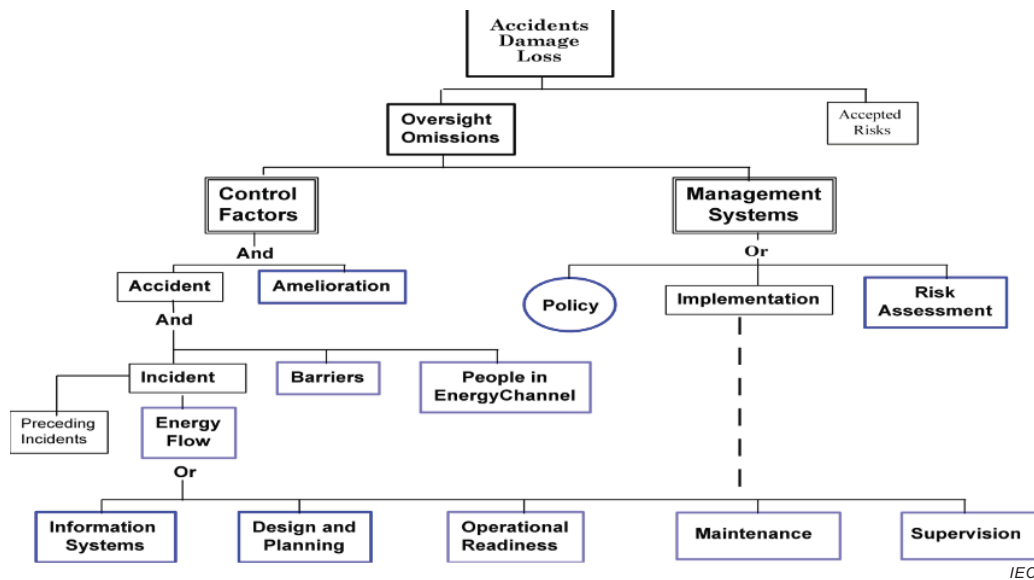 Accidents
Damage
Loss
Oversight
Omissions
Accepted
Risks
Control
Factors
Management
Systems
And
Or
Accident
Amelioration
Policy
Implementation
Risk
Assessment
And
Incident
Barriers
People in
EnergyChannel
Preceding
Incidents
Energy
Flow
Or
Information
Systems
Design and
Planning
Operational
Readiness
Maintenance
Supervision
IEC